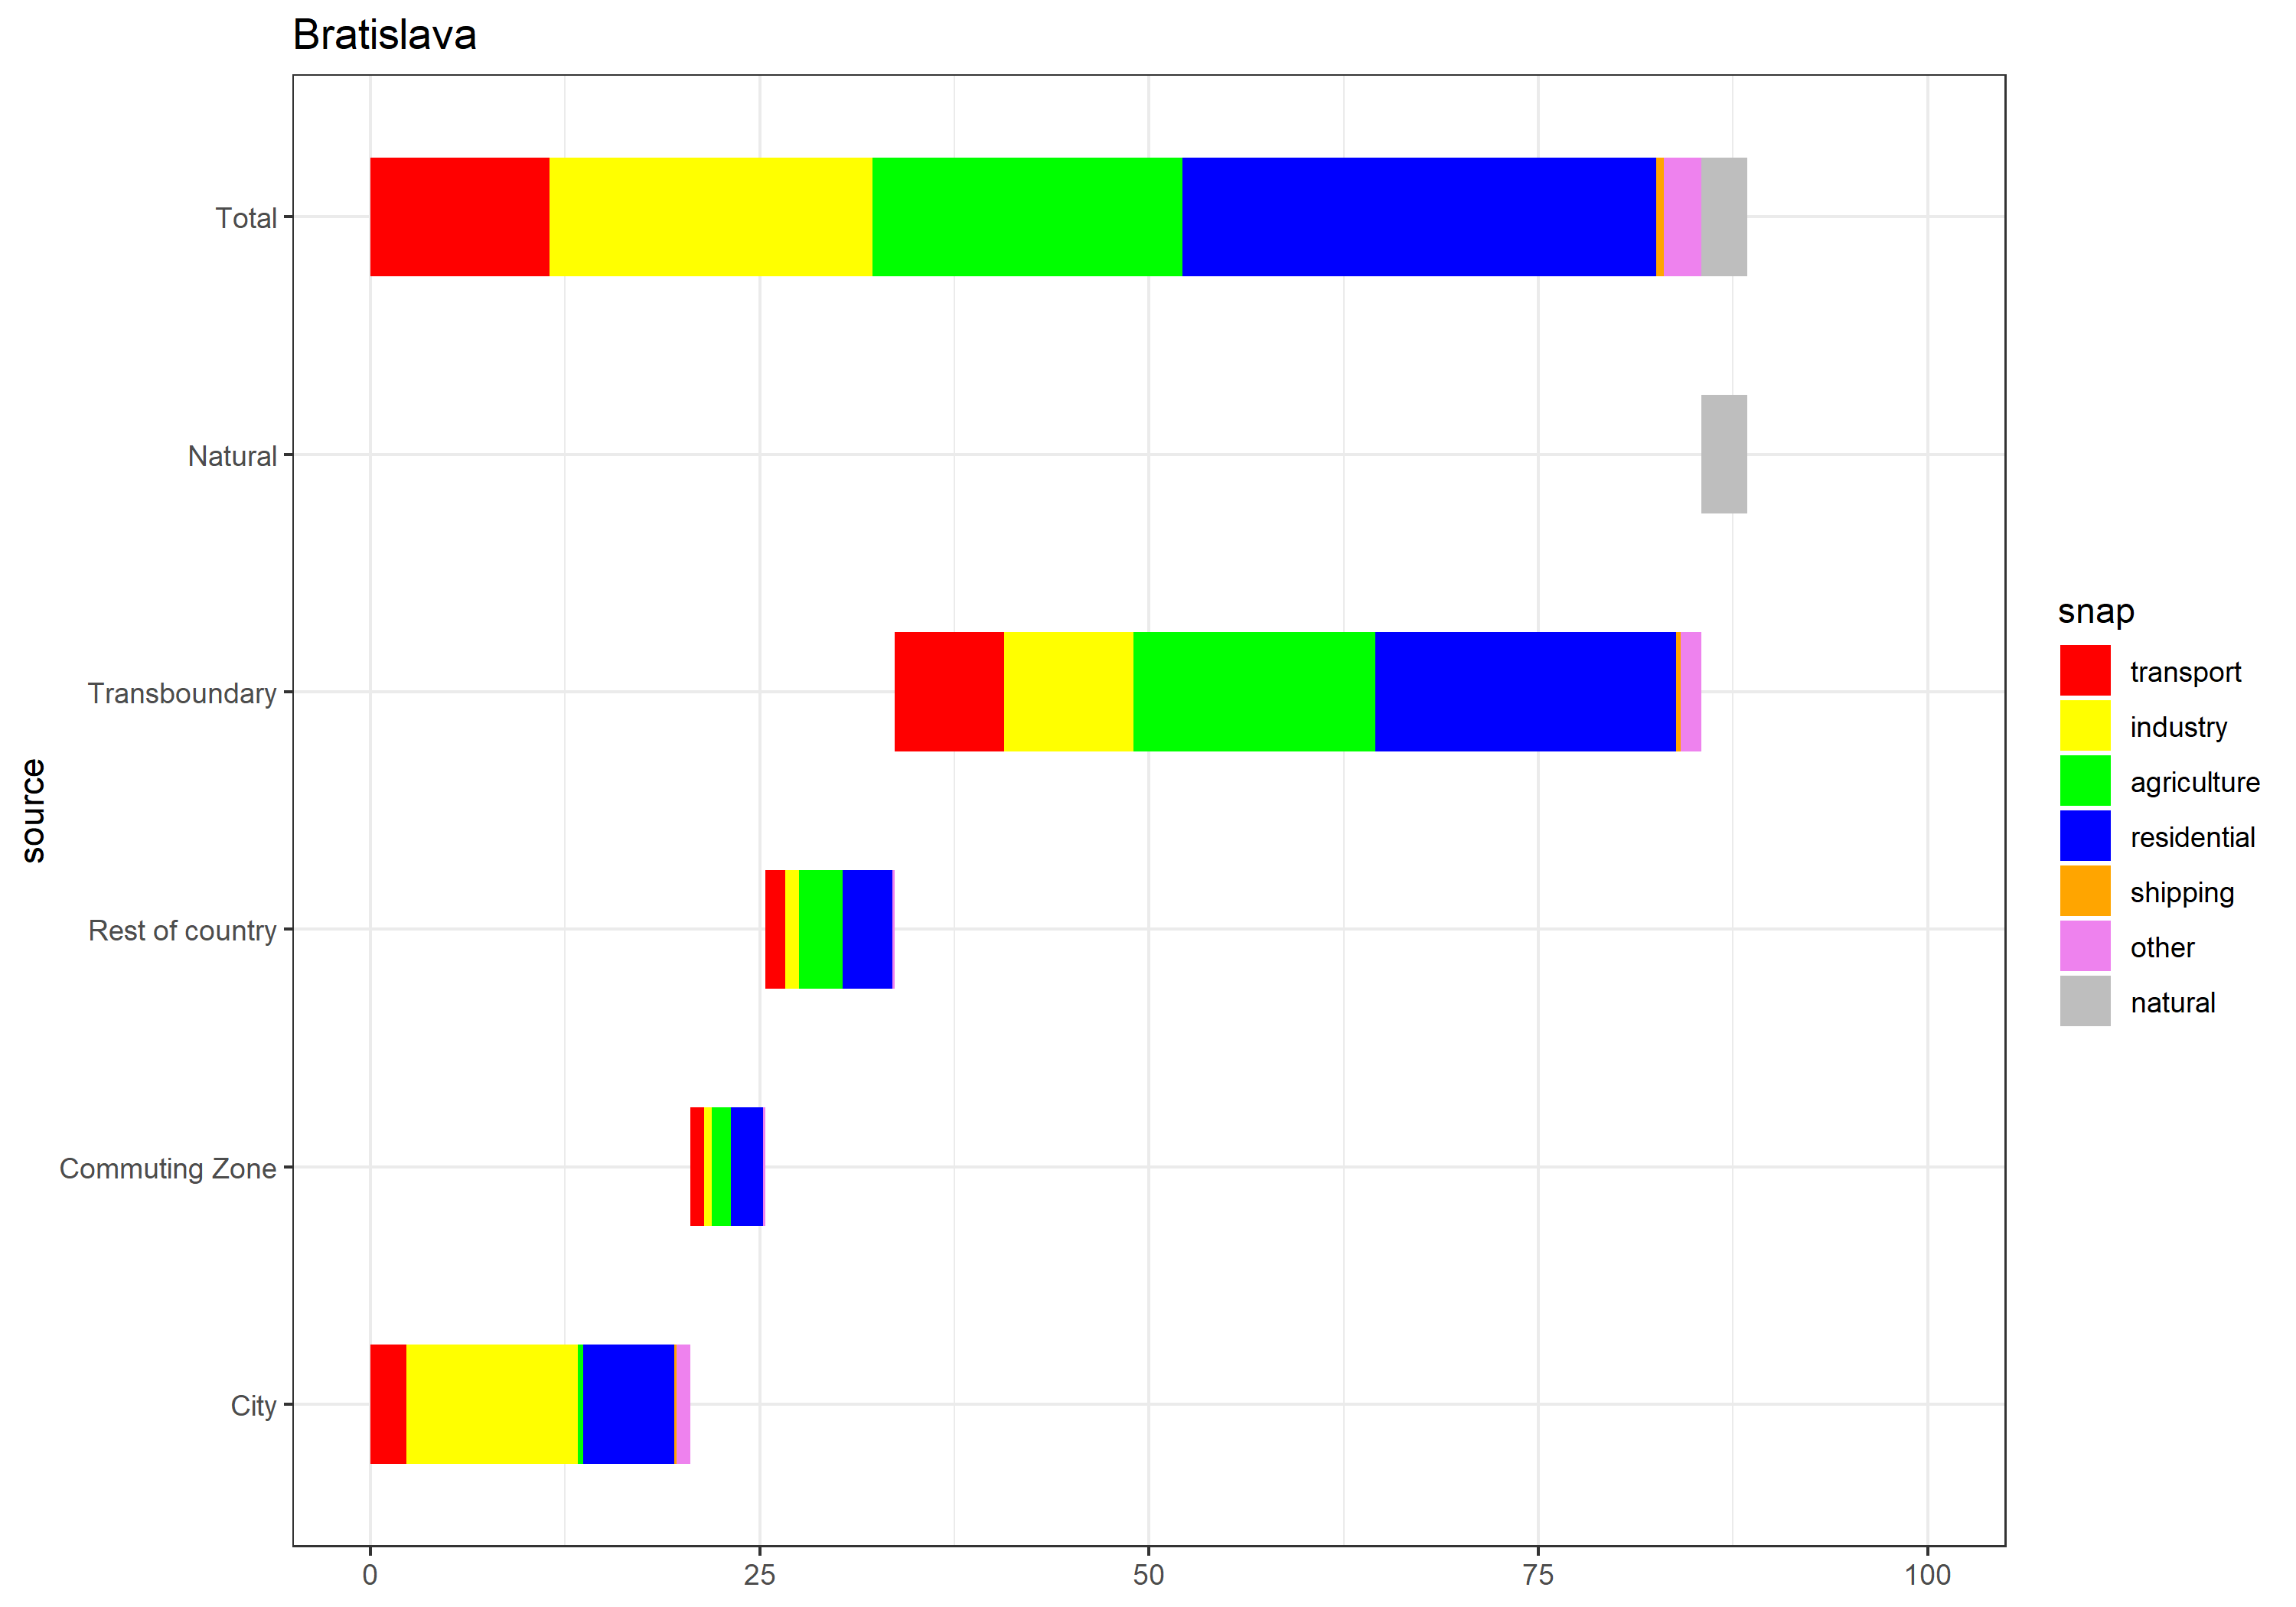 Bratislava
Total
Natural
Transboundary
Rest of country
Commuting Zone
City
source
0 25 50 75 100
snap
transport
industry
agriculture
residential
shipping
other
natural